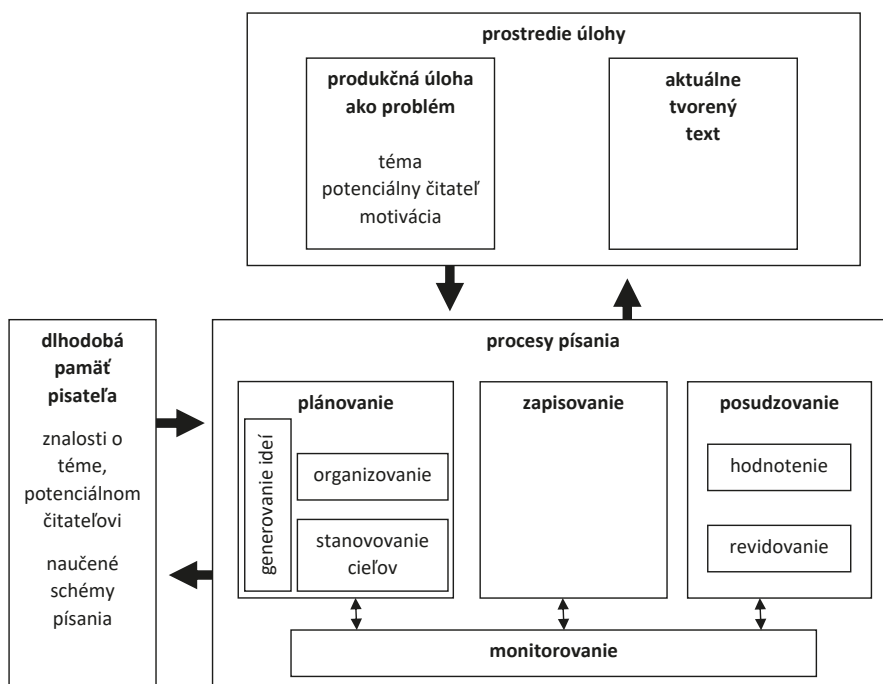 prostredie úlohy
produkčná úloha
ako problém
téma
potenciálny čitateľ
motivácia
aktuálne
tvorený
text
dlhodobá
pamäť
pisateľa
znalosti o
téme,
potenciálnom
čitateľovi
naučené
schémy
písania
procesy písania
plánovanie
generovanie ideí
organizovanie
stanovovanie
cieľov
zapisovanie
posudzovanie
hodnotenie
revidovanie
monitorovanie